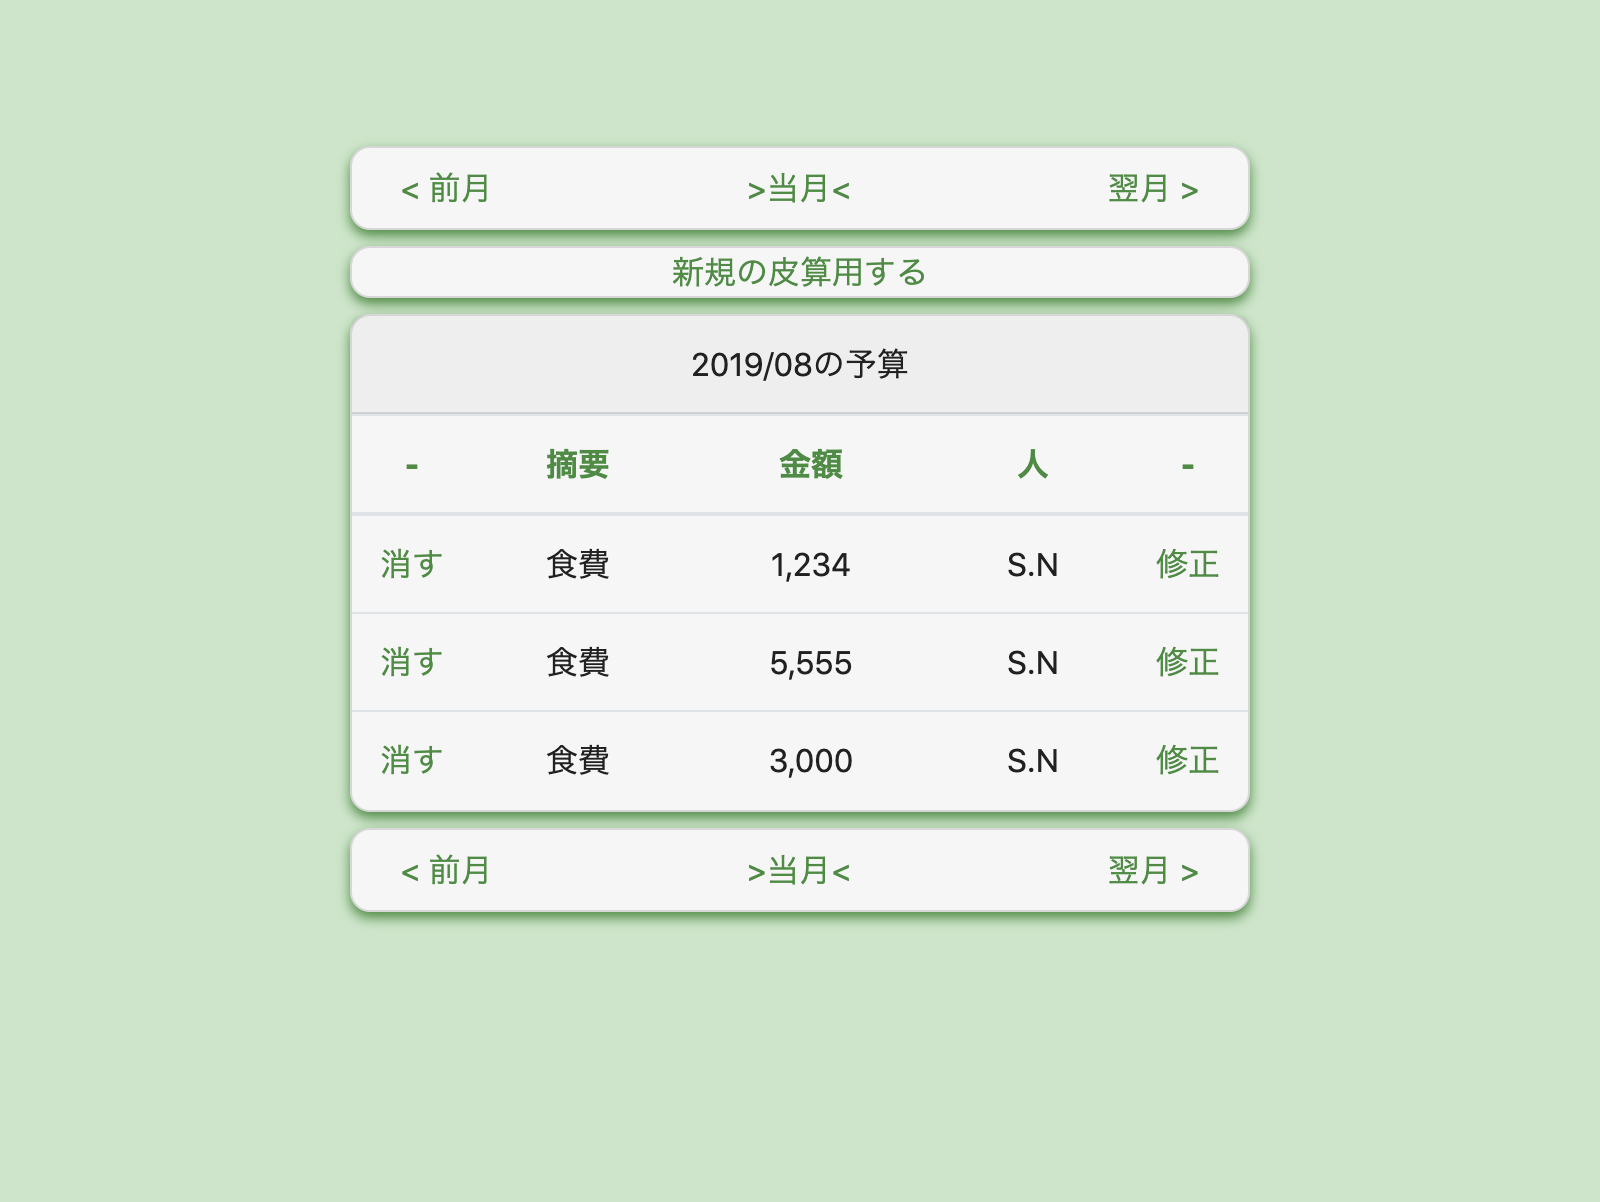 < 前月 >当月< 翌月 >
新規の皮算用する
2019/08の予算
- 摘要 金額 人 -
消す 食費 1,234 S.N 修正
消す 食費 5,555 S.N 修正
消す 食費 3,000 S.N 修正
< 前月 >当月< 翌月 >